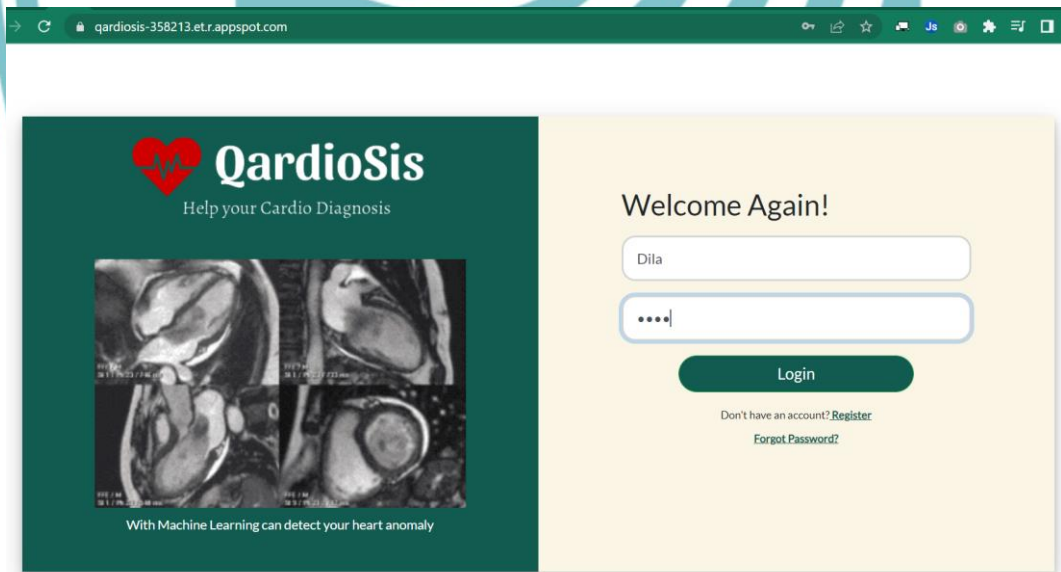 qardiosis-358213.et.r.appspot.com
Js
QardioSis
Help your Cardio Diagnosis
With Machine Learning can detect your heart anomaly
Welcome Again!
Dila
••••
Login
Don't have an account? Register
Forgot Password?